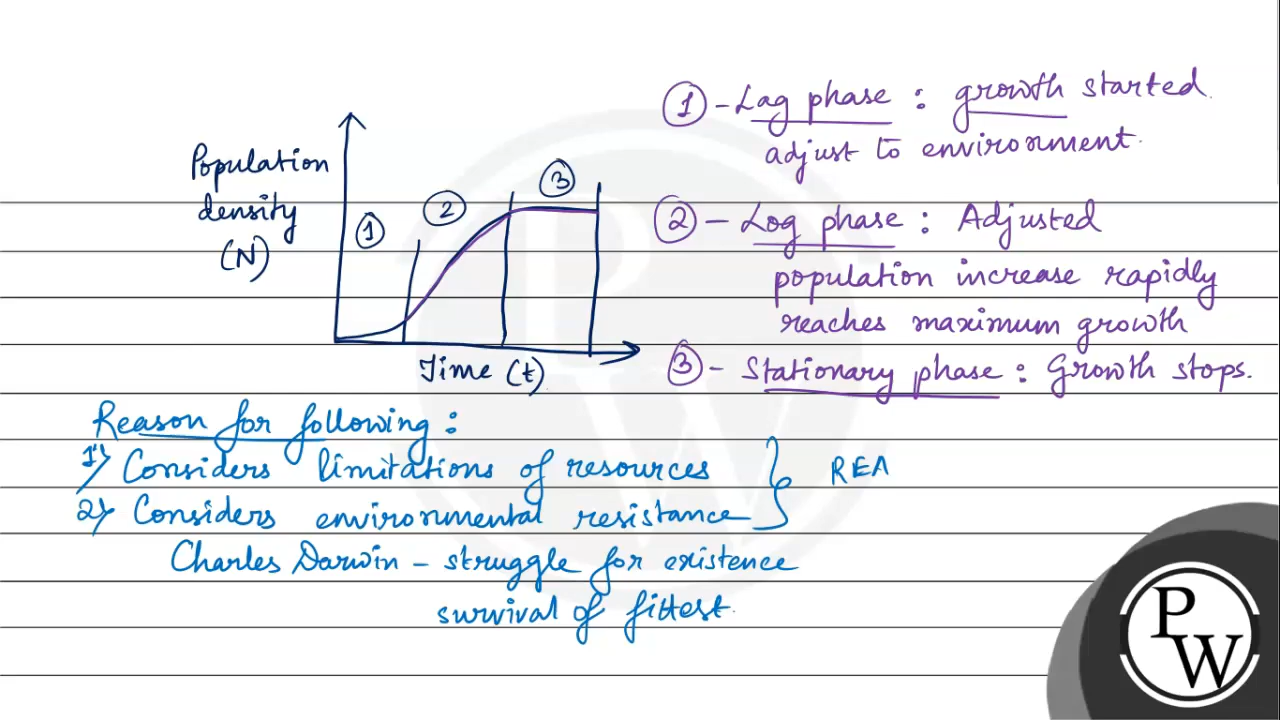 Population
density
(N)
①
②
③
Time (t)
① - Lag phase : growth started.
adjust to environment.
② - Log phase : Adjusted
population increase rapidly
reaches maximum growth
③ - Stationary phase : Growth stops.
Reason for following :
1) Considers limitations of resources
2) Considers environmental resistance
REA
Charles Darwin - struggle for existence
survival of fittest.
P
W